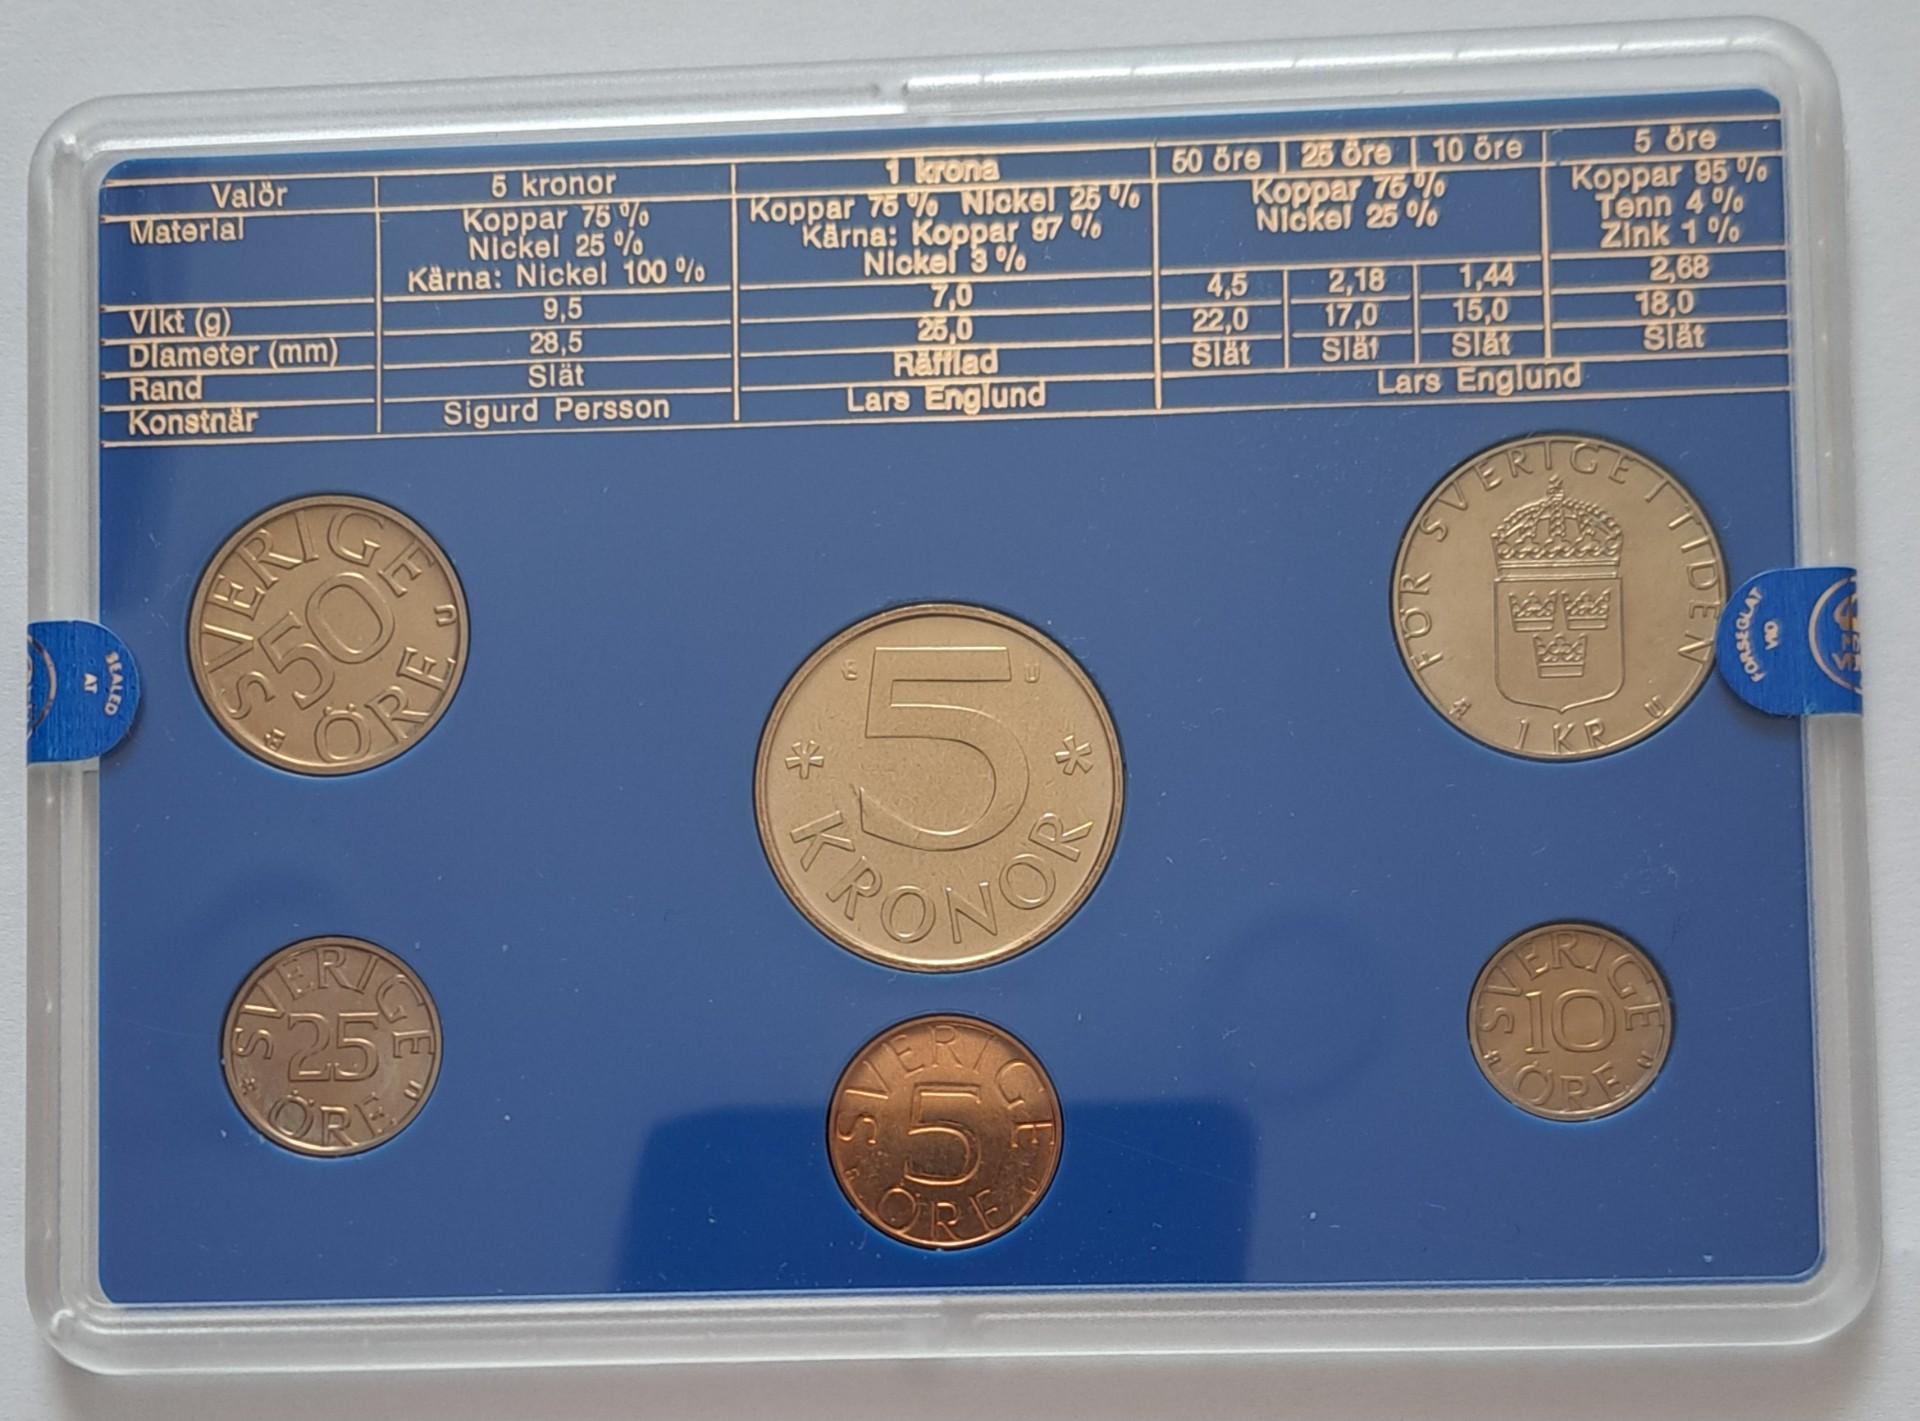 Valör 5 kronor 1 krona 50 öre 25 öre 10 öre 5 öre
Material Koppar 75 % Koppar 75 % Nickel 25 % Koppar 75 % Koppar 95 %
Nickel 25 % Kärna: Koppar 97 % Nickel 25 % Tenn 4 %
Kärna: Nickel 100 % Nickel 3 % Zink 1 %
Vikt (g) 9,5 7,0 4,5 2,18 1,44 2,68
Diameter (mm) 28,5 25,0 22,0 17,0 15,0 18,0
Rand Slät Räfflad Slät Slät Slät Slät
Konstnär Sigurd Persson Lars Englund Lars Englund
SVERIGE
50
ÖRE
U
FÖR SVERIGE I TIDEN
1 KR
U
SEALED
AT
FÖRSEGLAT
VID
U
5
KRONOR
SVERIGE
25
ÖRE
U
SVERIGE
5
ÖRE
U
SVERIGE
10
ÖRE
U